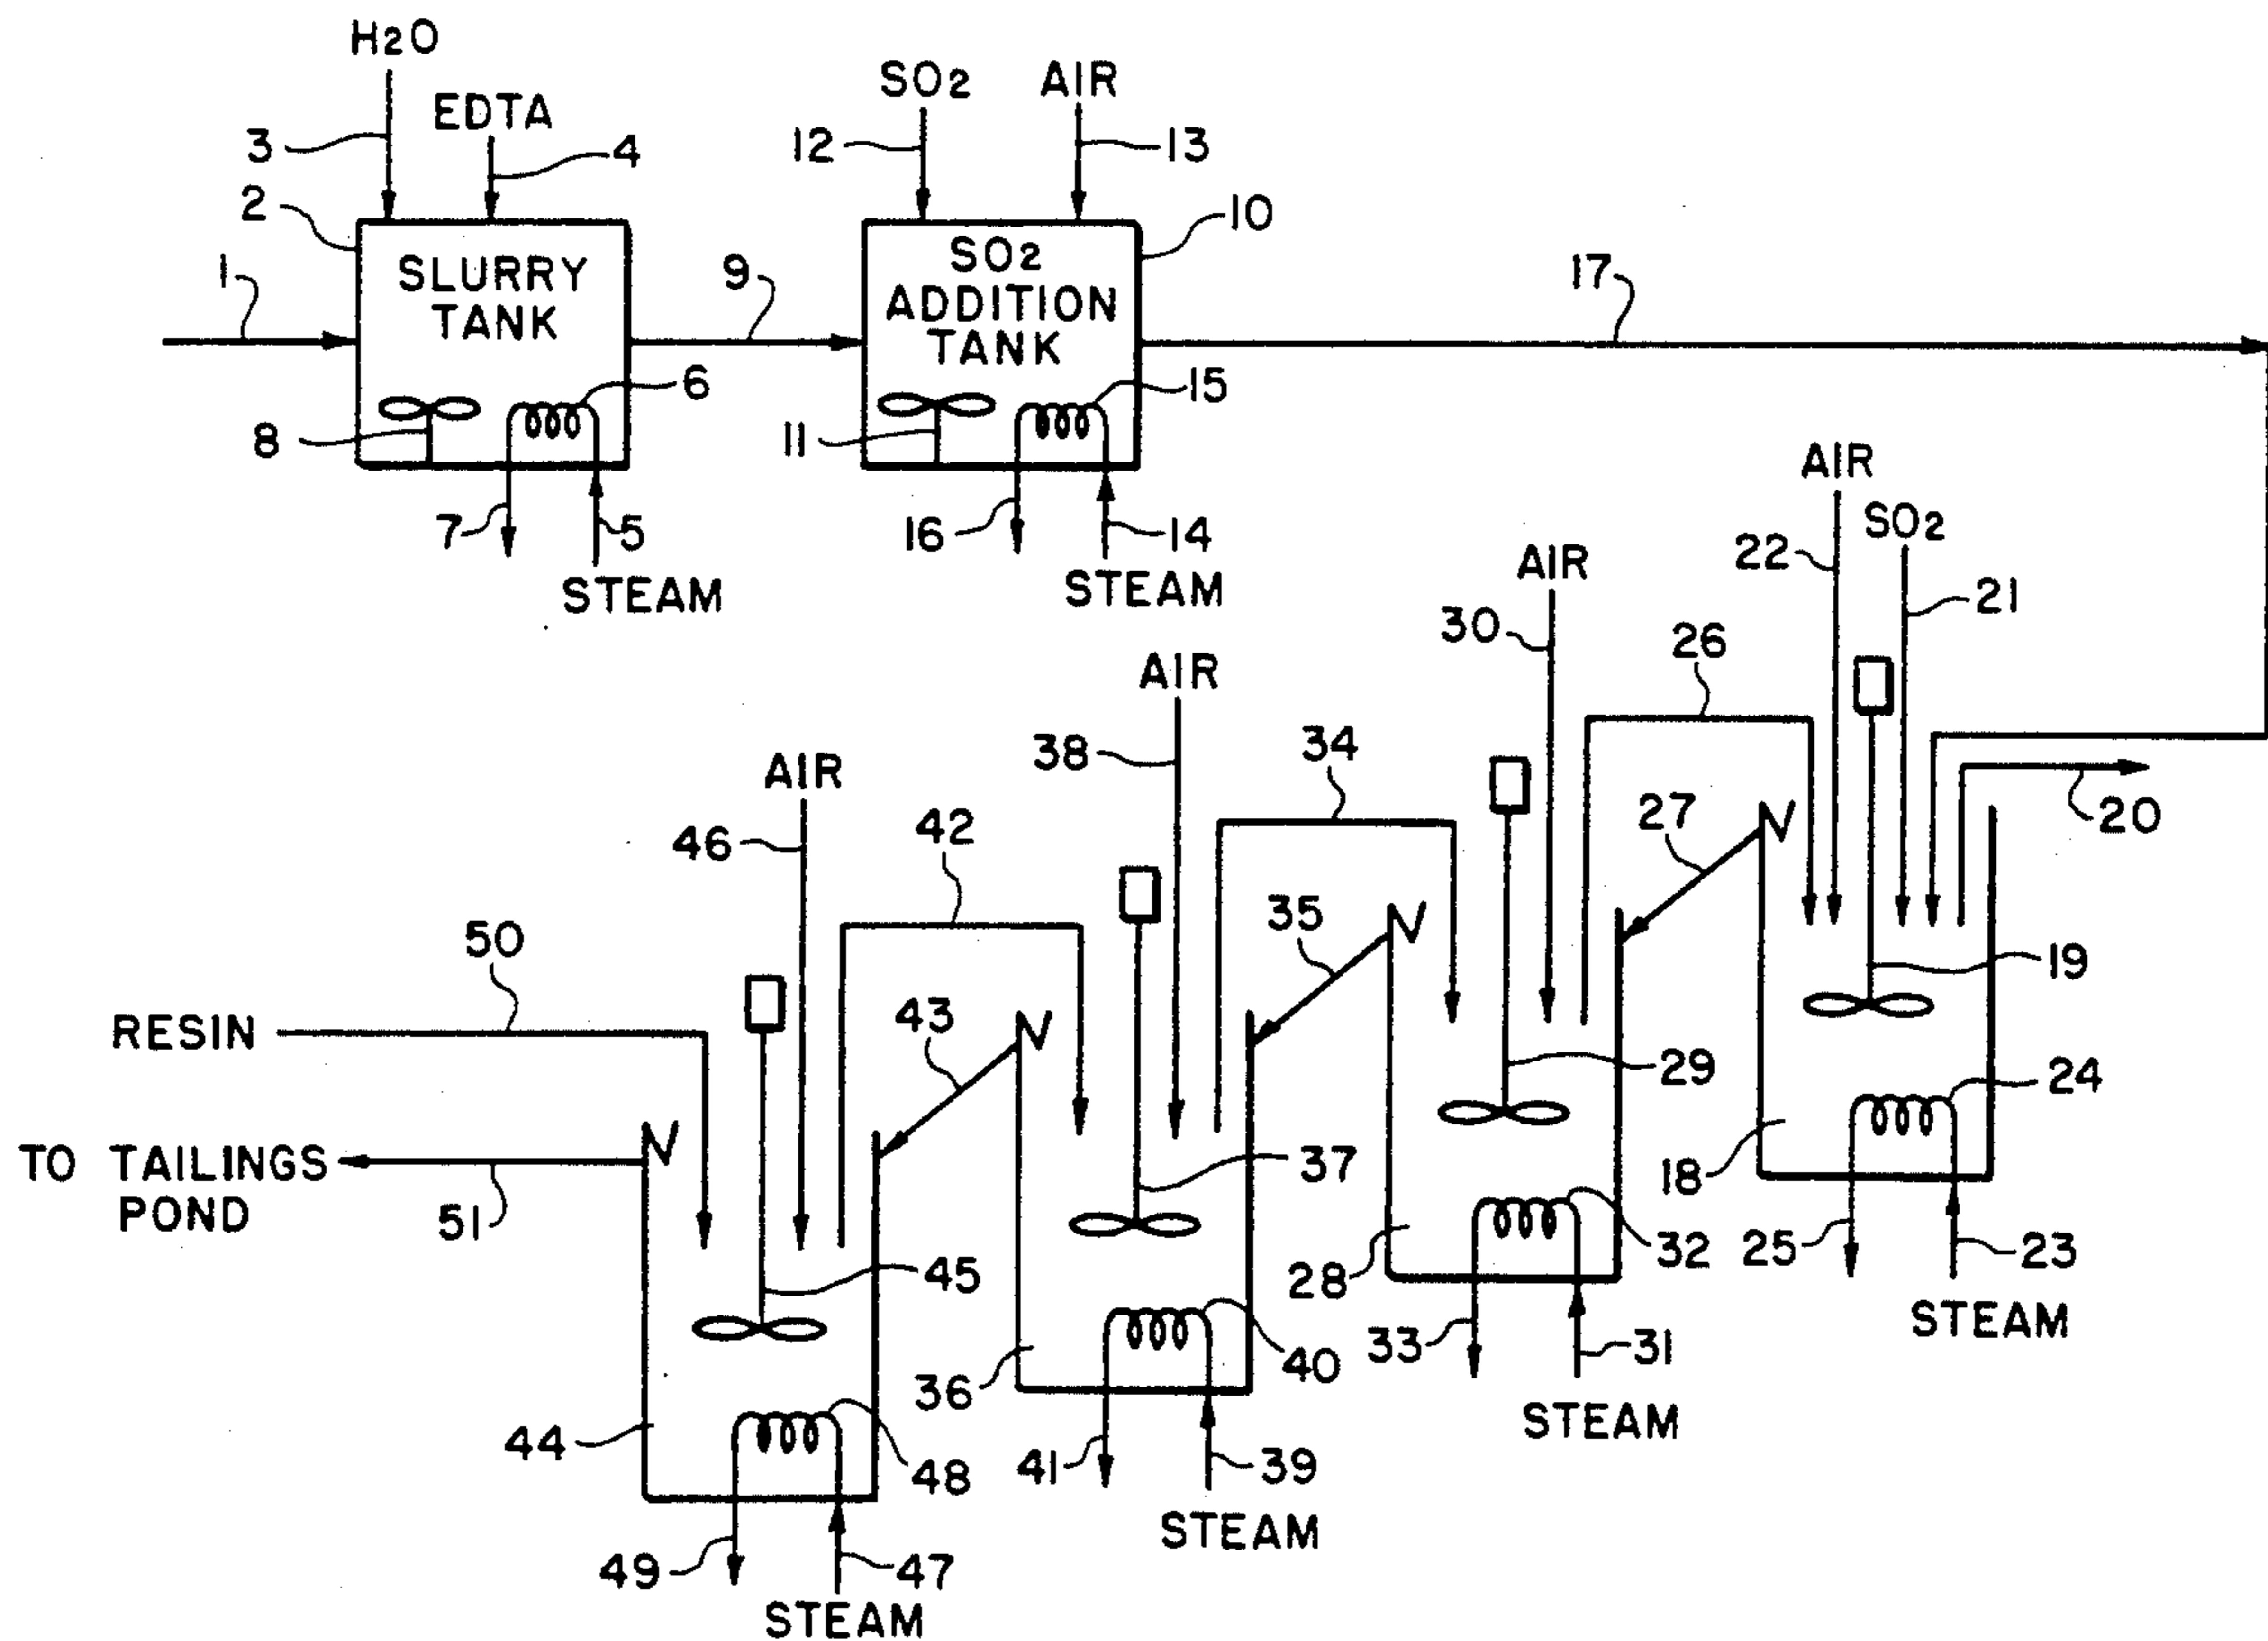 H2O
EDTA
SO2
AIR
3
4
12
13
2
10
SLURRY
TANK
SO2
ADDITION
TANK
1
9
17
6
15
8
11
7
5
16
14
STEAM
STEAM
AIR
SO2
22
21
AIR
30
26
AIR
38
34
27
20
AIR
46
42
35
19
50
43
RESIN
29
24
TO TAILINGS
POND
51
37
18
45
28
32
25
23
STEAM
36
40
33
31
STEAM
44
48
41
39
STEAM
49
47
STEAM